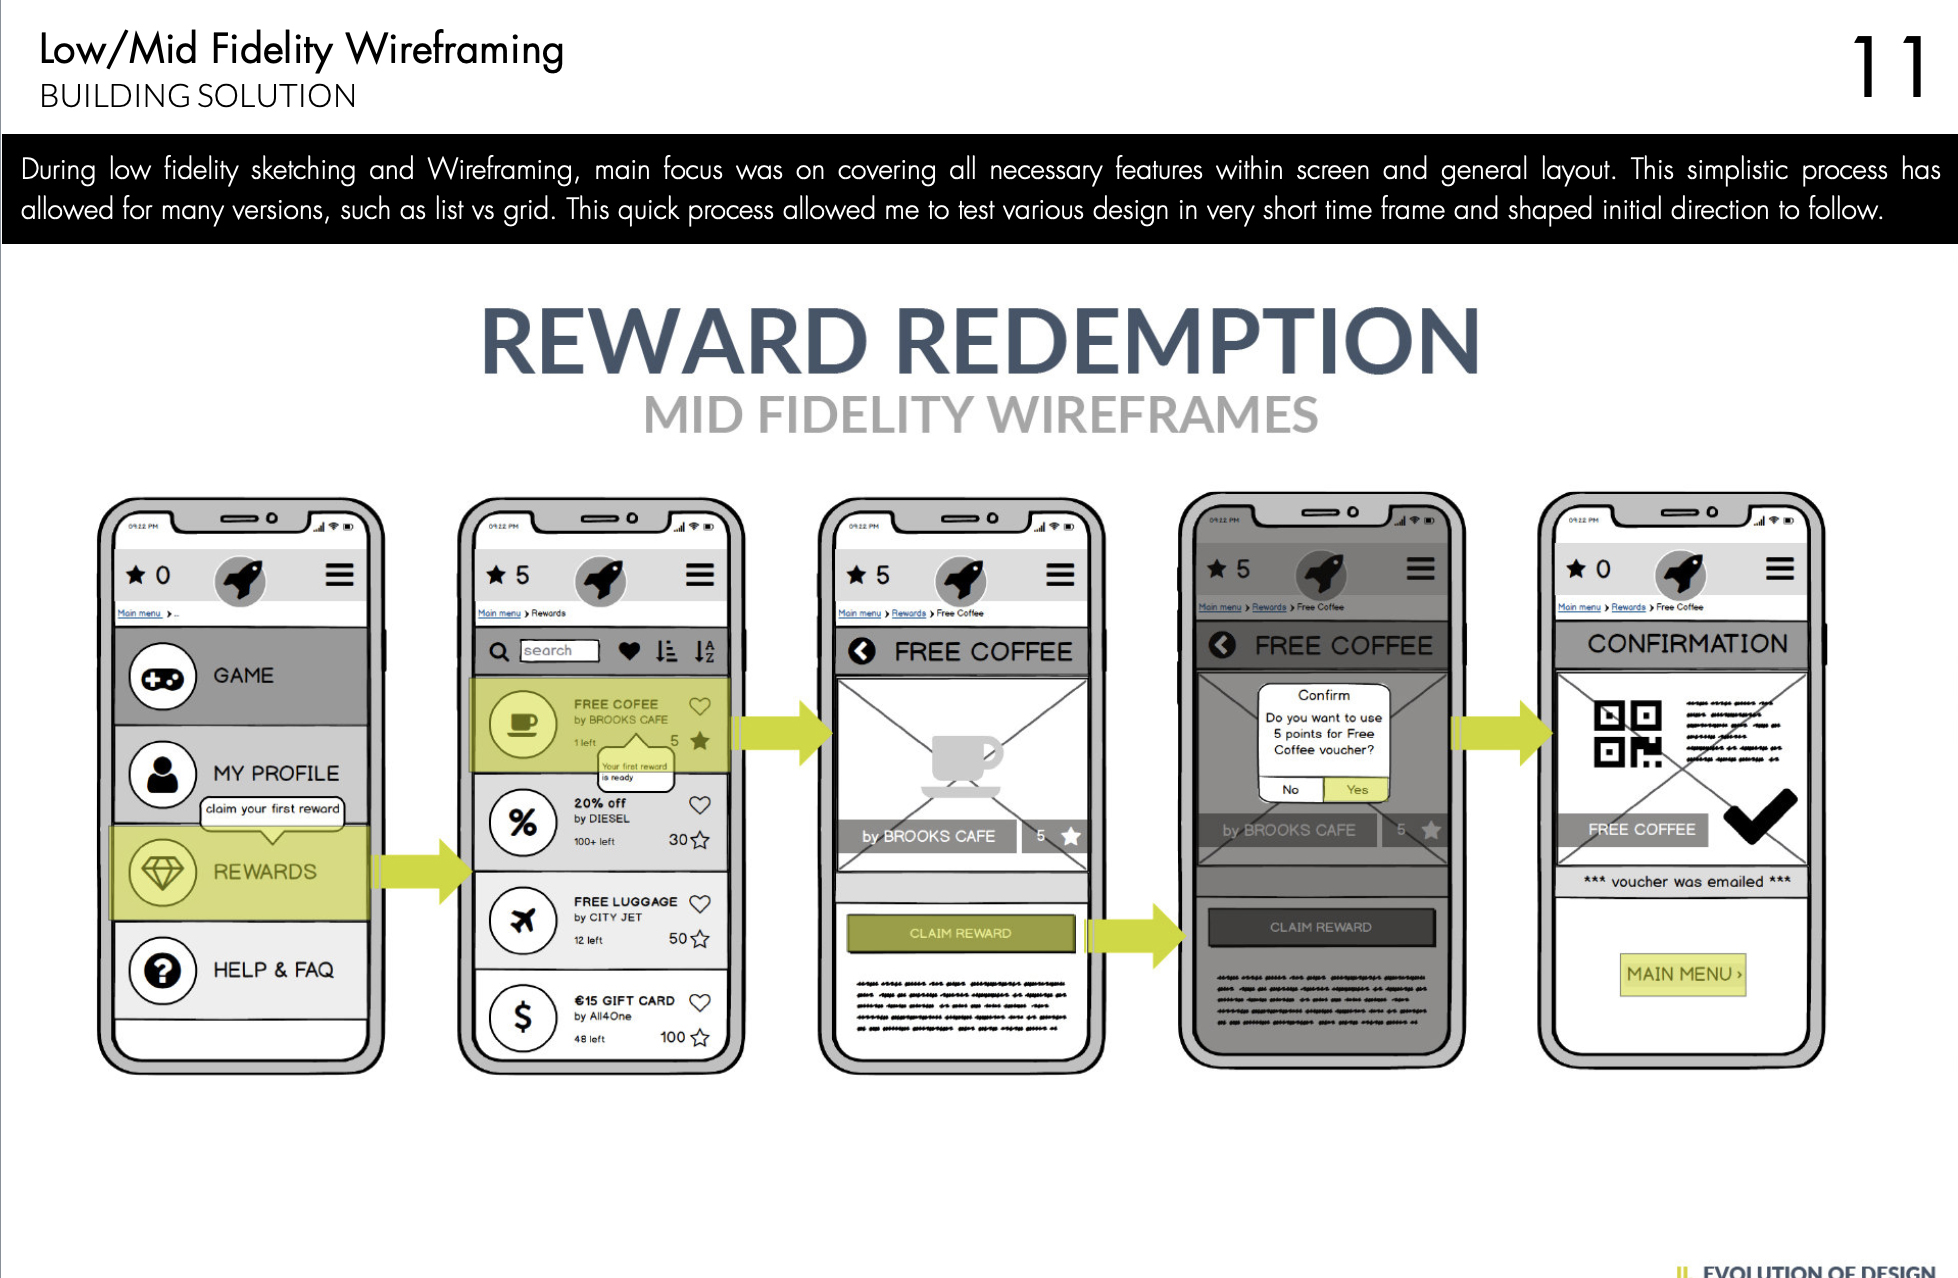 Low/Mid Fidelity Wireframing
BUILDING SOLUTION
11
During low fidelity sketching and Wireframing, main focus was on covering all necessary features within screen and general layout. This simplistic process has
allowed for many versions, such as list vs grid. This quick process allowed me to test various design in very short time frame and shaped initial direction to follow.
REWARD REDEMPTION
MID FIDELITY WIREFRAMES
09:22 PM
0
Main menu > ..
GAME
MY PROFILE
claim your first reward
REWARDS
HELP & FAQ
09:22 PM
5
Main menu > Rewards
search
A
Z
FREE COFEE
by BROOKS CAFE
1 left
5
Your first reward
is ready
20% off
by DIESEL
100+ left
30
%
FREE LUGGAGE
by CITY JET
12 left
50
€15 GIFT CARD
by All4One
48 left
100
$
09:22 PM
5
Main menu > Rewards > Free Coffee
FREE COFFEE
by BROOKS CAFE
5
CLAIM REWARD
09:22 PM
5
Main menu > Rewards > Free Coffee
FREE COFFEE
Confirm
Do you want to use
5 points for Free
Coffee voucher?
No
Yes
by BROOKS CAFE
5
CLAIM REWARD
09:22 PM
0
Main menu > Rewards > Free Coffee
CONFIRMATION
FREE COFFEE
*** voucher was emailed ***
MAIN MENU ›
|| EVOLUTION OF DESIGN